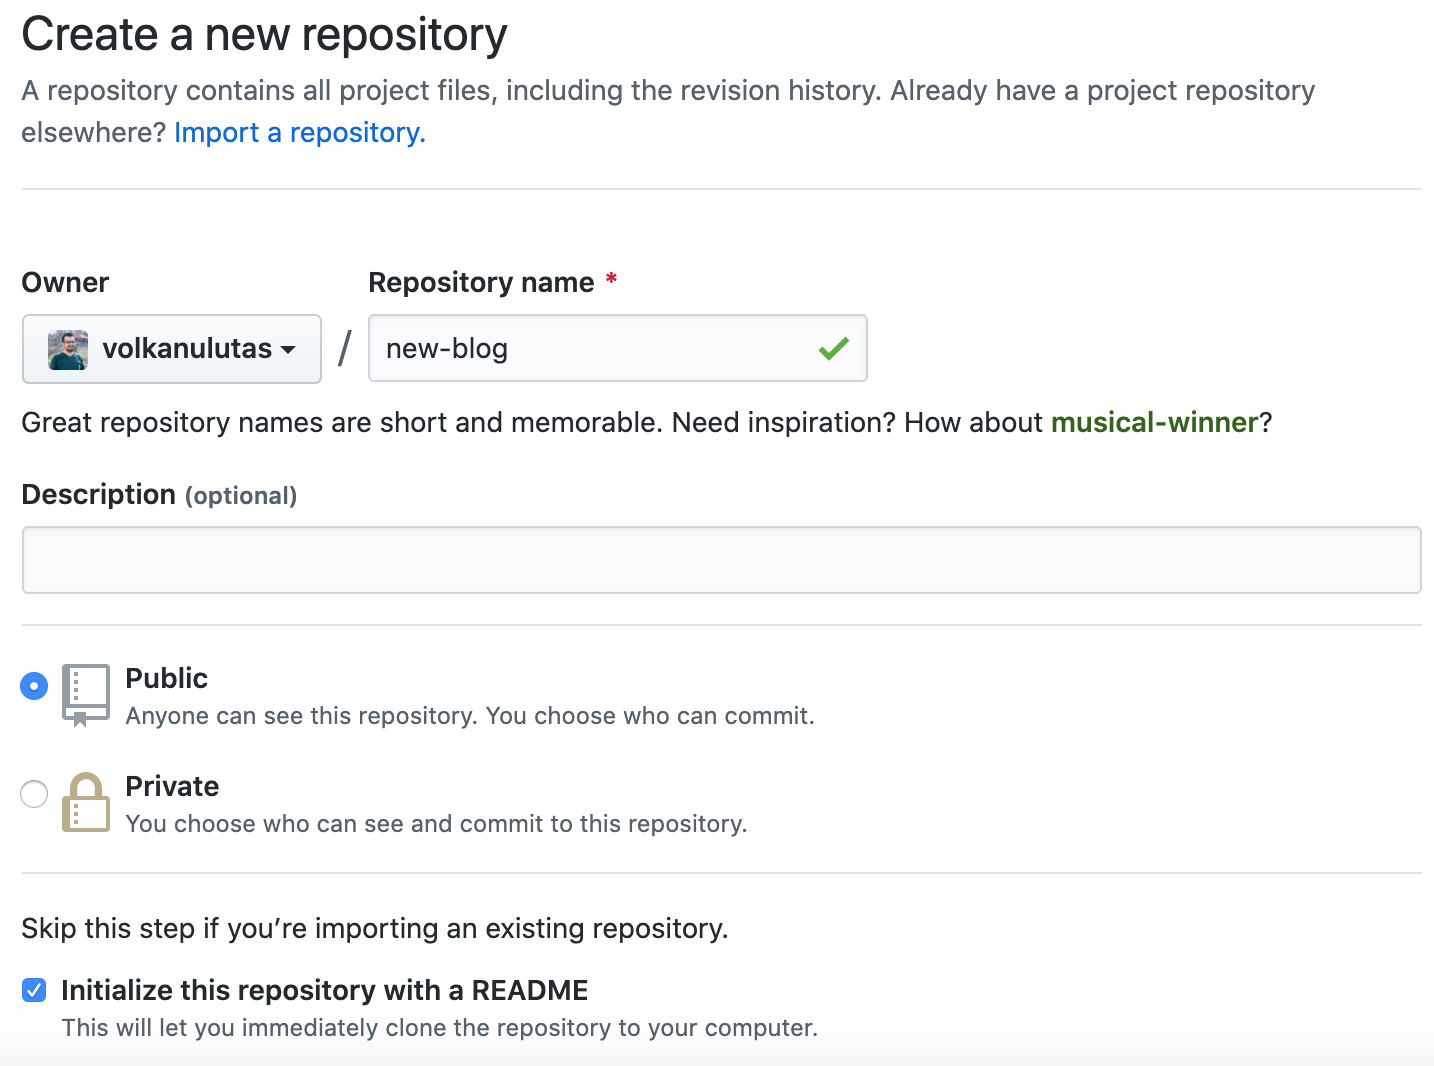 Create a new repository
A repository contains all project files, including the revision history. Already have a project repository
elsewhere? Import a repository.
Owner
Repository name *
volkanulutas
/
new-blog
Great repository names are short and memorable. Need inspiration? How about musical-winner?
Description (optional)
Public
Anyone can see this repository. You choose who can commit.
Private
You choose who can see and commit to this repository.
Skip this step if you’re importing an existing repository.
Initialize this repository with a README
This will let you immediately clone the repository to your computer.